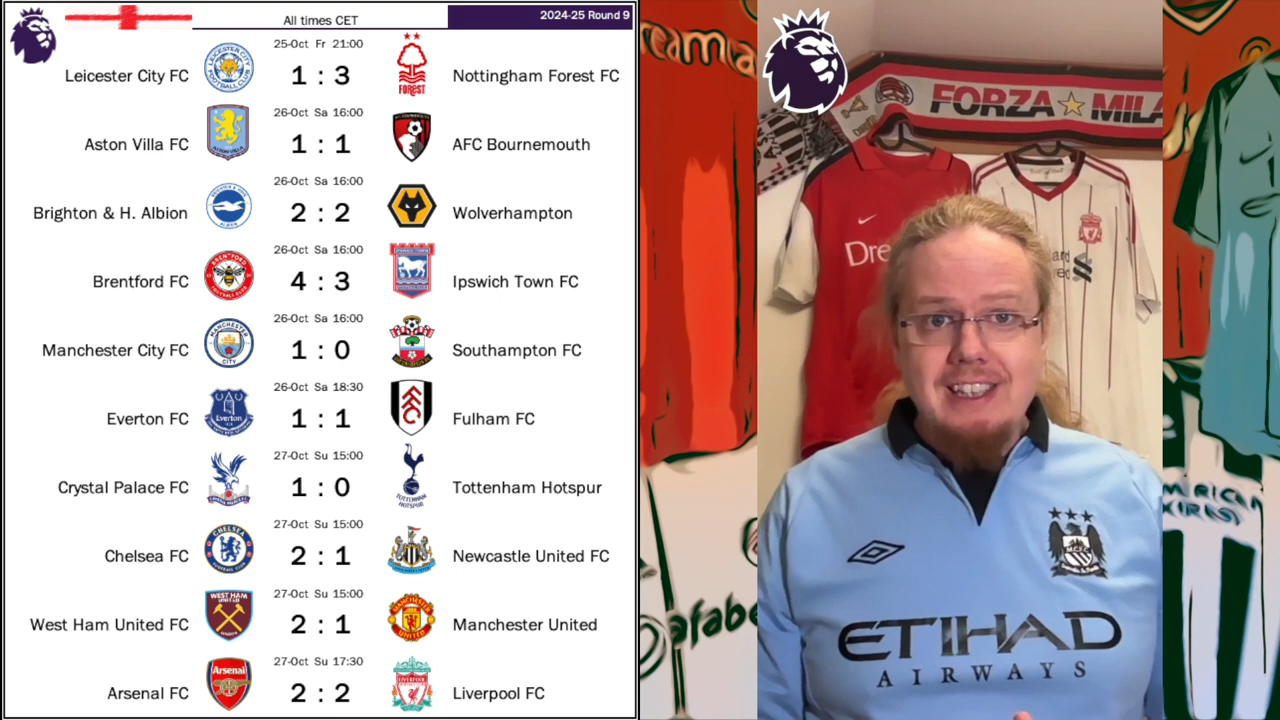 All times CET
2024-25 Round 9
25-Oct Fr 21:00
Leicester City FC 1 : 3 Nottingham Forest FC
26-Oct Sa 16:00
Aston Villa FC 1 : 1 AFC Bournemouth
26-Oct Sa 16:00
Brighton & H. Albion 2 : 2 Wolverhampton
26-Oct Sa 16:00
Brentford FC 4 : 3 Ipswich Town FC
26-Oct Sa 16:00
Manchester City FC 1 : 0 Southampton FC
26-Oct Sa 18:30
Everton FC 1 : 1 Fulham FC
27-Oct Su 15:00
Crystal Palace FC 1 : 0 Tottenham Hotspur
27-Oct Su 15:00
Chelsea FC 2 : 1 Newcastle United FC
27-Oct Su 15:00
West Ham United FC 2 : 1 Manchester United
27-Oct Su 17:30
Arsenal FC 2 : 2 Liverpool FC
FOREST
Everton
Arsenal
FORZA MILA
Dre
M.C.F.C
ETIHAD
AIRWAYS
afabe